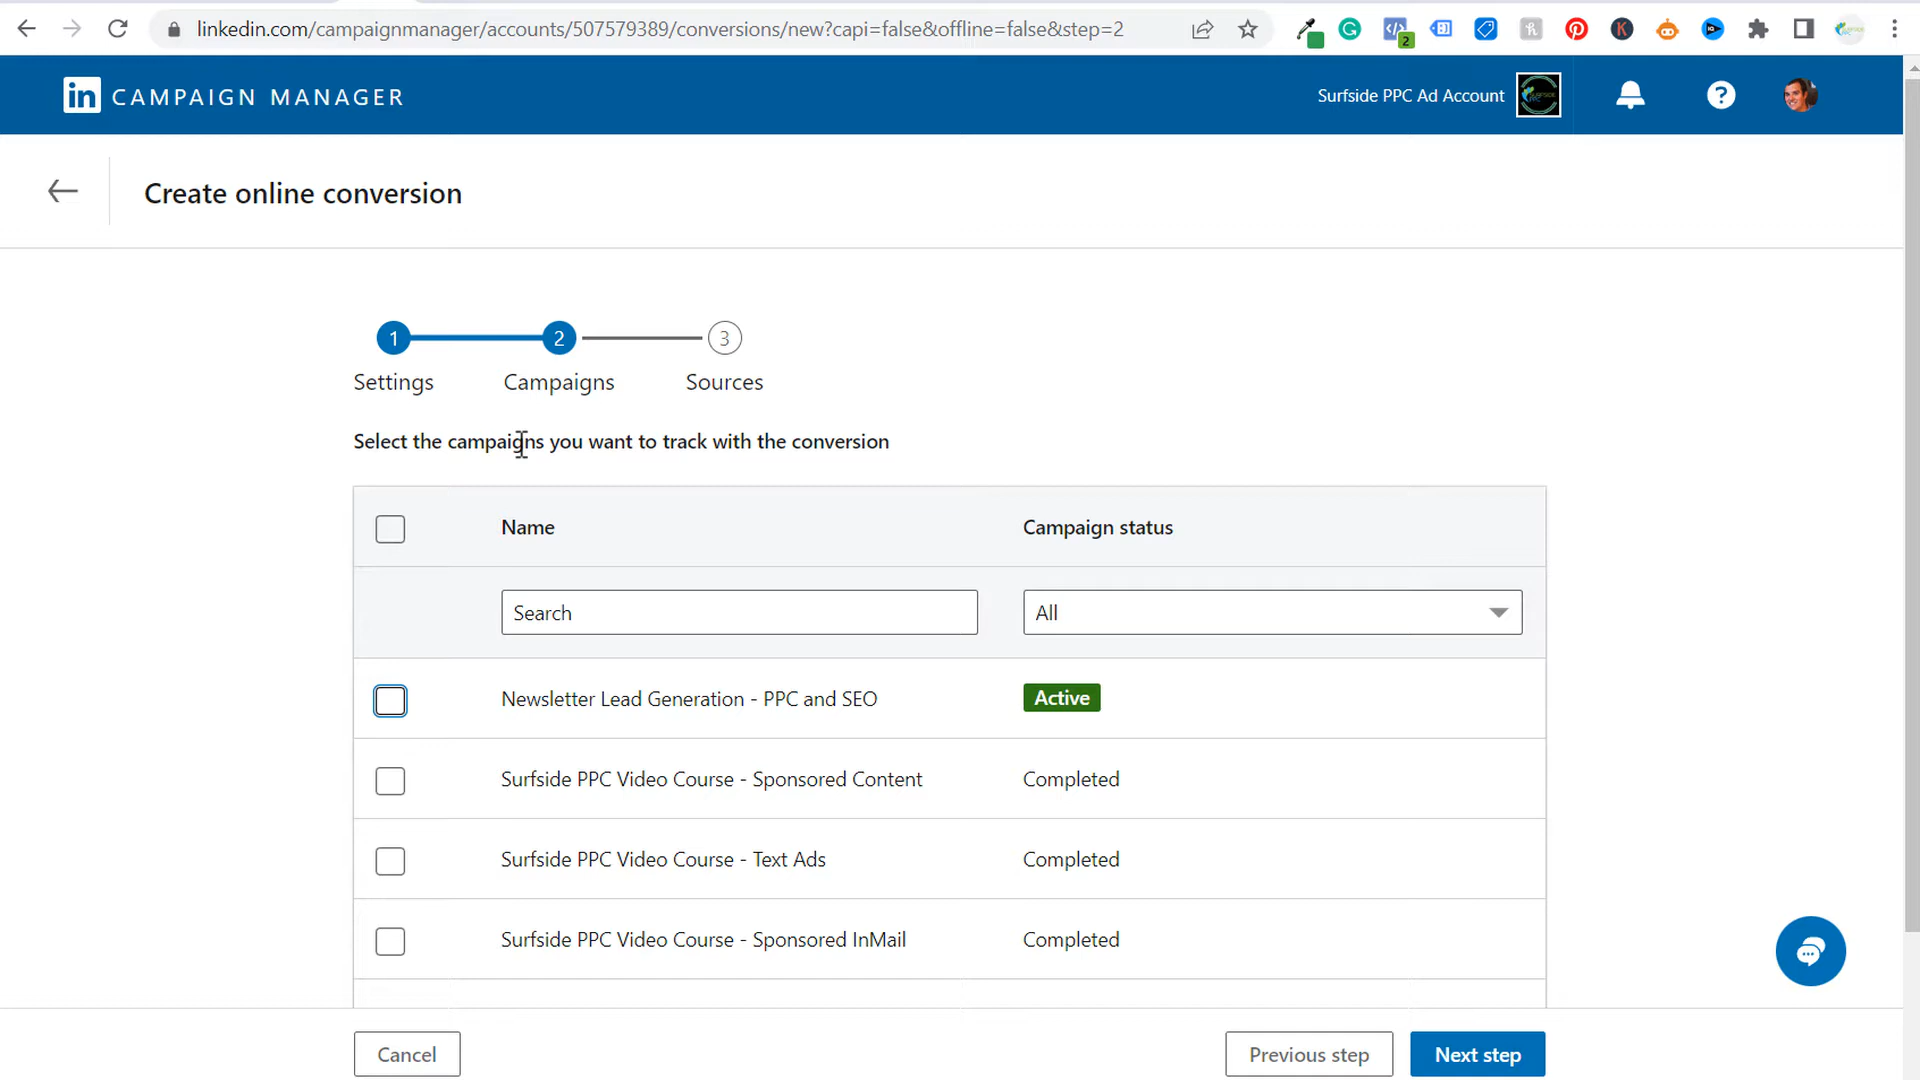 linkedin.com/campaignmanager/accounts/507579389/conversions/new?capi=false&offline=false&step=2
2
in CAMPAIGN MANAGER
Surfside PPC Ad Account
Create online conversion
1 2 3
Settings Campaigns Sources
Select the campaigns you want to track with the conversion
Name Campaign status
Search All
Newsletter Lead Generation - PPC and SEO Active
Surfside PPC Video Course - Sponsored Content Completed
Surfside PPC Video Course - Text Ads Completed
Surfside PPC Video Course - Sponsored InMail Completed
Cancel Previous step Next step